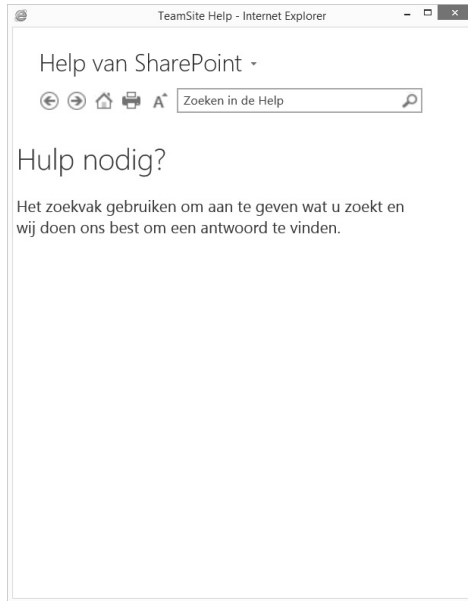 TeamSite Help - Internet Explorer
Help van SharePoint
A
Zoeken in de Help
Hulp nodig?
Het zoekvak gebruiken om aan te geven wat u zoekt en
wij doen ons best om een antwoord te vinden.